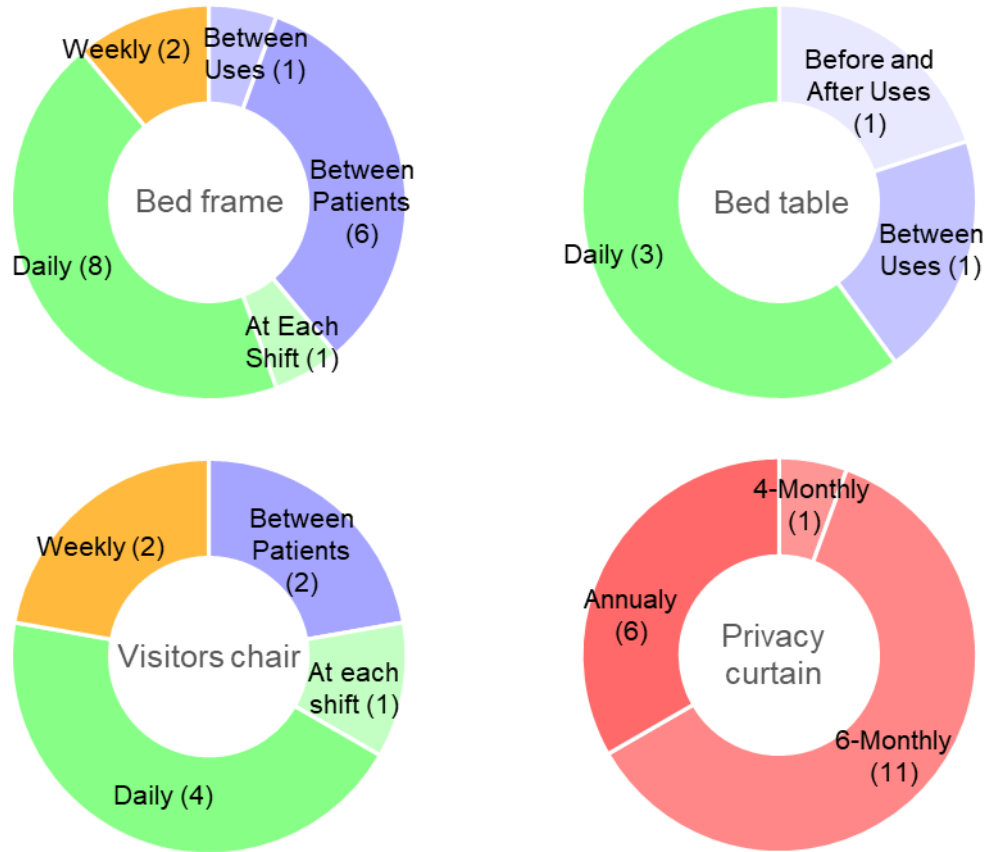 Weekly (2)
Between
Uses (1)
Between
Patients
(6)
Bed frame
Daily (8)
At Each
Shift (1)
Before and
After Uses
(1)
Bed table
Daily (3)
Between
Uses (1)
Between
Patients
(2)
Weekly (2)
Visitors chair
At each
shift (1)
Daily (4)
4-Monthly
(1)
Annualy
(6)
Privacy
curtain
6-Monthly
(11)